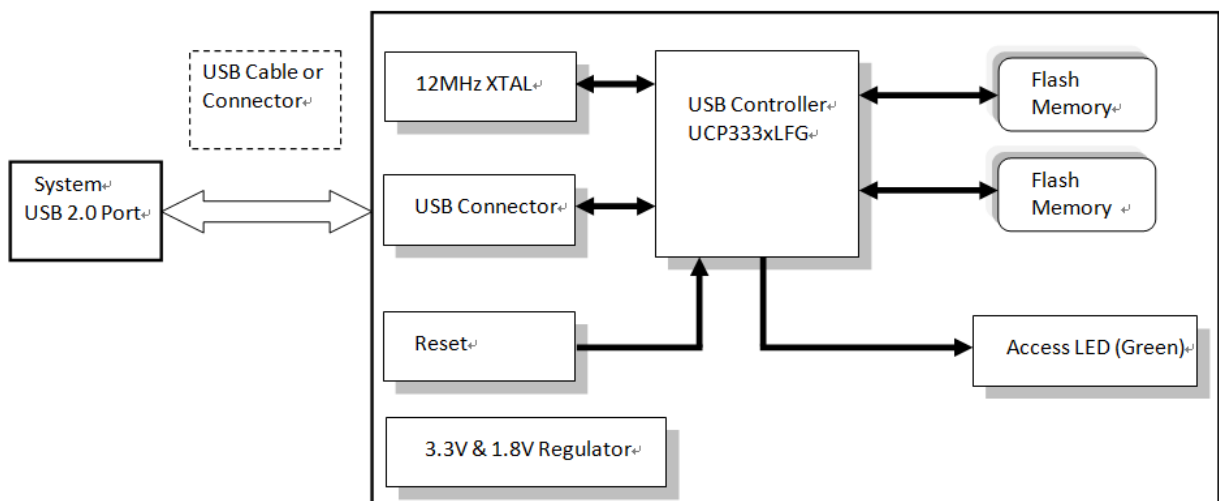 USB Cable or
Connector
System
USB 2.0 Port
12MHz XTAL
USB Connector
Reset
3.3V & 1.8V Regulator
USB Controller
UCP333xLFG
Flash
Memory
Flash
Memory
Access LED (Green)